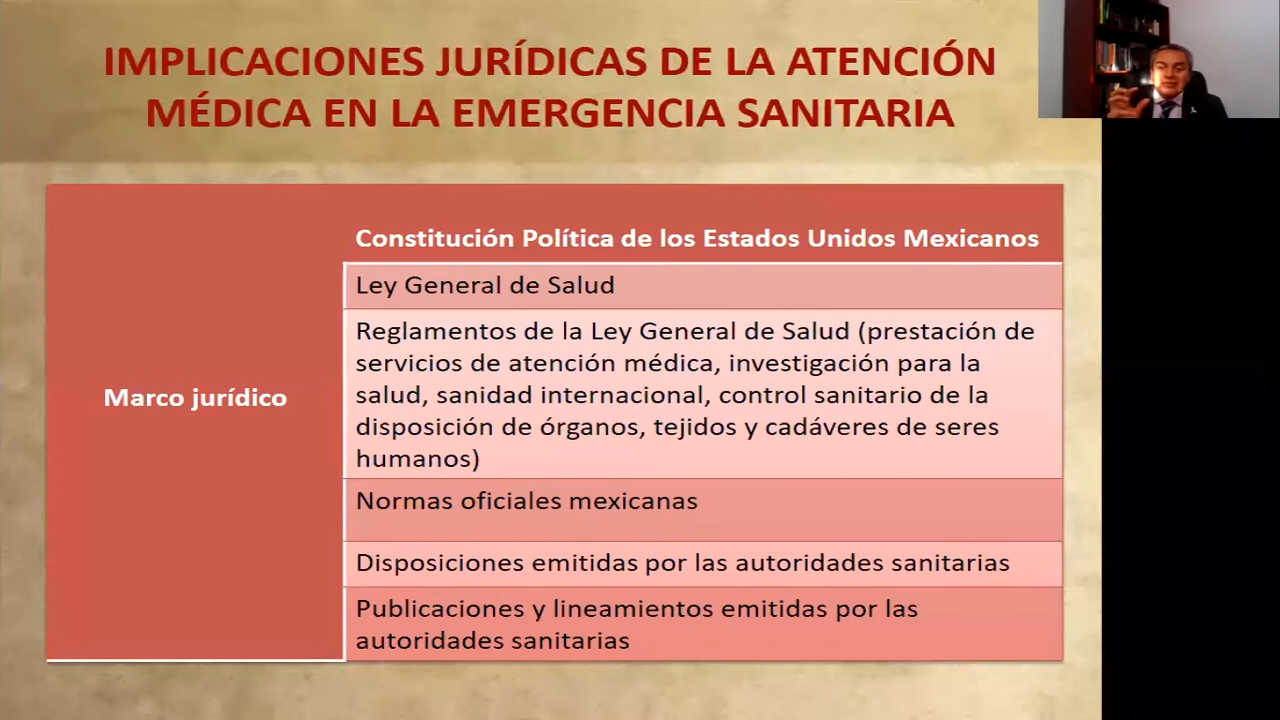 IMPLICACIONES JURÍDICAS DE LA ATENCIÓN
MÉDICA EN LA EMERGENCIA SANITARIA
Marco jurídico
Constitución Política de los Estados Unidos Mexicanos
Ley General de Salud
Reglamentos de la Ley General de Salud (prestación de
servicios de atención médica, investigación para la
salud, sanidad internacional, control sanitario de la
disposición de órganos, tejidos y cadáveres de seres
humanos)
Normas oficiales mexicanas
Disposiciones emitidas por las autoridades sanitarias
Publicaciones y lineamientos emitidas por las
autoridades sanitarias